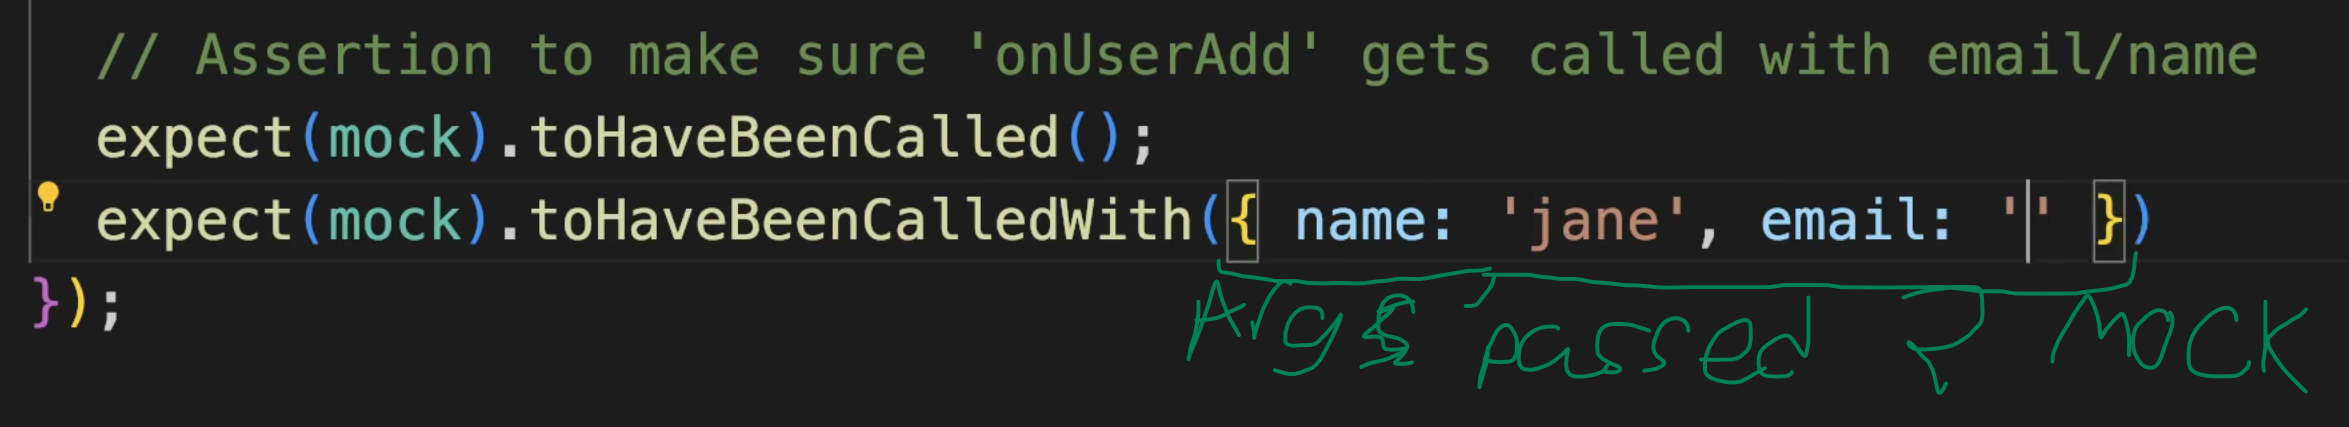 // Assertion to make sure 'onUserAdd' gets called with email/name
expect(mock).toHaveBeenCalled();
expect(mock).toHaveBeenCalledWith({ name: 'jane', email: '' })
});
Args passed 2 Mock